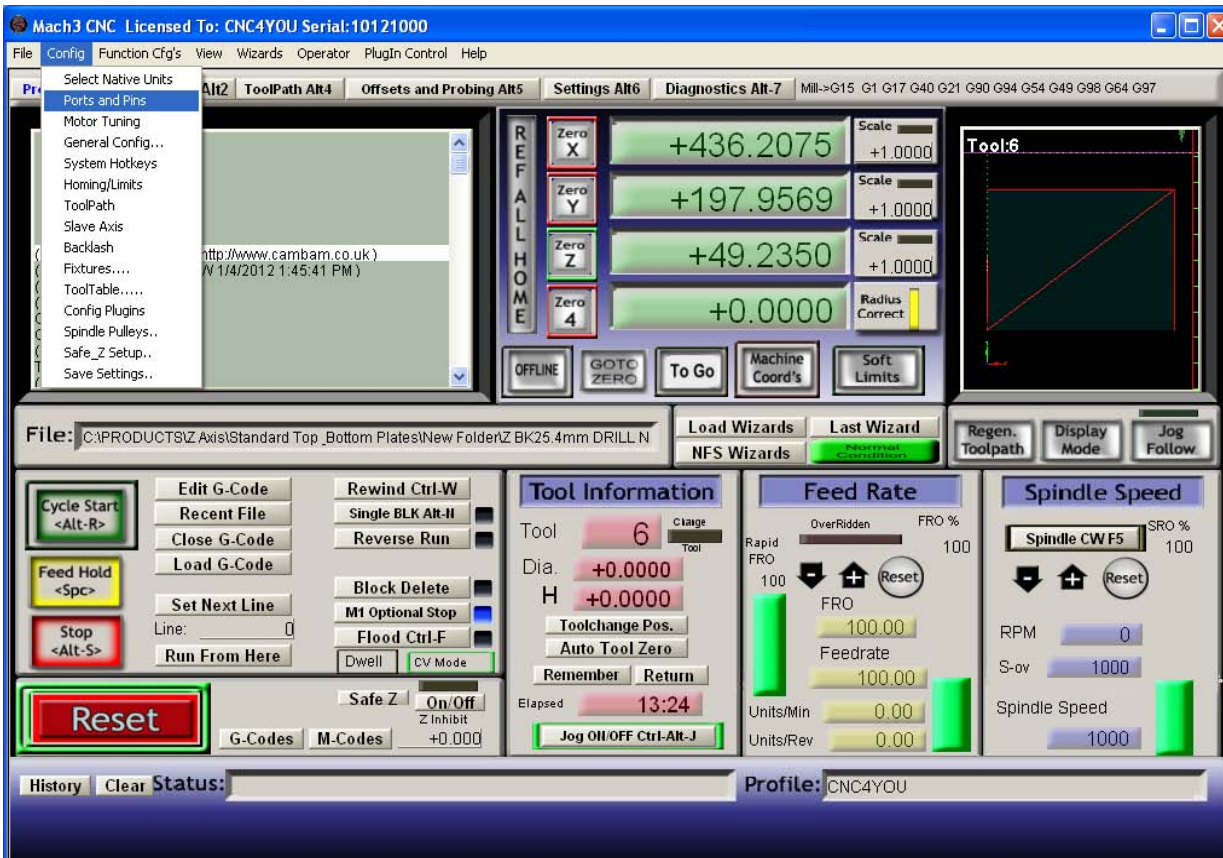 Mach3 CNC Licensed To: CNC4YOU Serial:10121000
File Config Function Cfg's View Wizards Operator PlugIn Control Help
Alt2 ToolPath Alt4 Offsets and Probing Alt5 Settings Alt6 Diagnostics Alt-7 Mill->G15 G1 G17 G40 G21 G90 G94 G54 G49 G98 G64 G97
Select Native Units
Ports and Pins
Motor Tuning
General Config...
System Hotkeys
Homing/Limits
ToolPath
Slave Axis
Backlash
Fixtures....
ToolTable.....
Config Plugins
Spindle Pulleys..
Safe_Z Setup..
Save Settings..
http://www.cambam.co.uk )
1/4/2012 1:45:41 PM )
REF ALL HOME
Zero X +436.2075 Scale +1.0000
Zero Y +197.9569 Scale +1.0000
Zero Z +49.2350 Scale +1.0000
Zero 4 +0.0000 Radius Correct
OFFLINE GOTO ZERO To Go Machine Coord's Soft Limits
Tool:6
File: C:\PRODUCTS\Z Axis\Standard Top _Bottom Plates\New Folder\Z BK25.4mm DRILL N
Load Wizards Last Wizard
NFS Wizards Normal Condition
Regen. Toolpath Display Mode Jog Follow
Cycle Start <Alt-R>
Feed Hold <Spc>
Stop <Alt-S>
Edit G-Code
Recent File
Close G-Code
Load G-Code
Set Next Line
Line: 0
Run From Here
Rewind Ctrl-W
Single BLK Alt-N
Reverse Run
Block Delete
M1 Optional Stop
Flood Ctrl-F
Dwell CV Mode
Reset
Safe Z On/Off
Z Inhibit
G-Codes M-Codes +0.000
Tool Information
Tool 6 Change Tool
Dia. +0.0000
H +0.0000
Toolchange Pos.
Auto Tool Zero
Remember Return
Elapsed 13:24
Jog ON/OFF Ctrl-Alt-J
Feed Rate
OverRidden FRO %
100
Rapid FRO
100
Reset
FRO
100.00
Feedrate
100.00
Units/Min 0.00
Units/Rev 0.00
Spindle Speed
Spindle CW F5 SRO %
100
Reset
RPM 0
S-ov 1000
Spindle Speed
1000
History Clear Status:
Profile: CNC4YOU